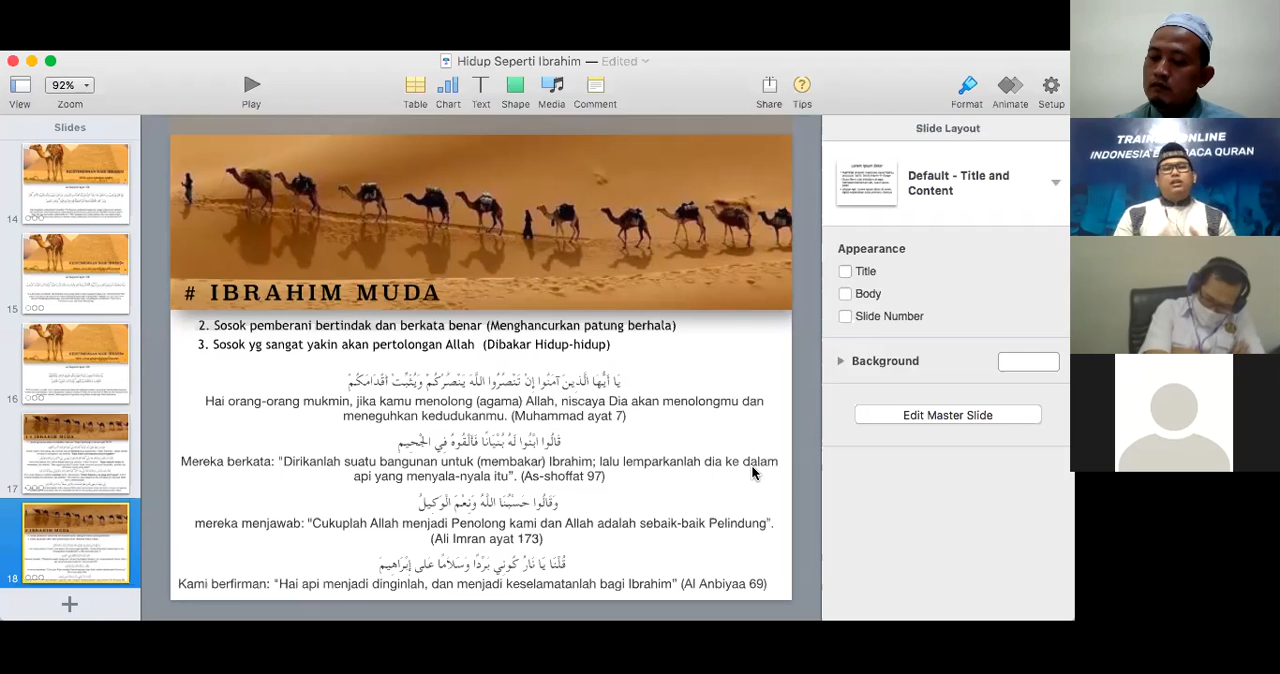 Hidup Seperti Ibrahim — Edited
92%
View
Zoom
Play
Table
Chart
Text
Shape
Media
Comment
Share
Tips
Format
Animate
Setup
Slides
14
15
16
17
18
# IBRAHIM MUDA
2. Sosok pemberani bertindak dan berkata benar (Menghancurkan patung berhala)
3. Sosok yg sangat yakin akan pertolongan Allah (Dibakar Hidup-hidup)
يَا أَيُّهَا الَّذِينَ آمَنُوا إِن تَنصُرُوا اللَّهَ يَنصُرْكُمْ وَيُثَبِّتْ أَقْدَامَكُمْ
Hai orang-orang mukmin, jika kamu menolong (agama) Allah, niscaya Dia akan menolongmu dan
meneguhkan kedudukanmu. (Muhammad ayat 7)
قَالُوا ابْنُوا لَهُ بُنْيَانًا فَأَلْقُوهُ فِي الْجَحِيمِ
Mereka berkata: "Dirikanlah suatu bangunan untuk Ibrahim; lalu lemparkanlah dia ke dalam
api yang menyala-nyala itu". (As-shoffat 97)
وَقَالُوا حَسْبُنَا اللَّهُ وَنِعْمَ الْوَكِيلُ
mereka menjawab: "Cukuplah Allah menjadi Penolong kami dan Allah adalah sebaik-baik Pelindung".
(Ali Imran ayat 173)
قُلْنَا يَا نَارُ كُونِي بَرْدًا وَسَلَامًا عَلَى إِبْرَاهِيمَ
Kami berfirman: "Hai api menjadi dinginlah, dan menjadi keselamatanlah bagi Ibrahim" (Al Anbiyaa 69)
Slide Layout
Default - Title and
Content
Appearance
Title
Body
Slide Number
Background
Edit Master Slide
ONLINE
INDONESIA
QURAN